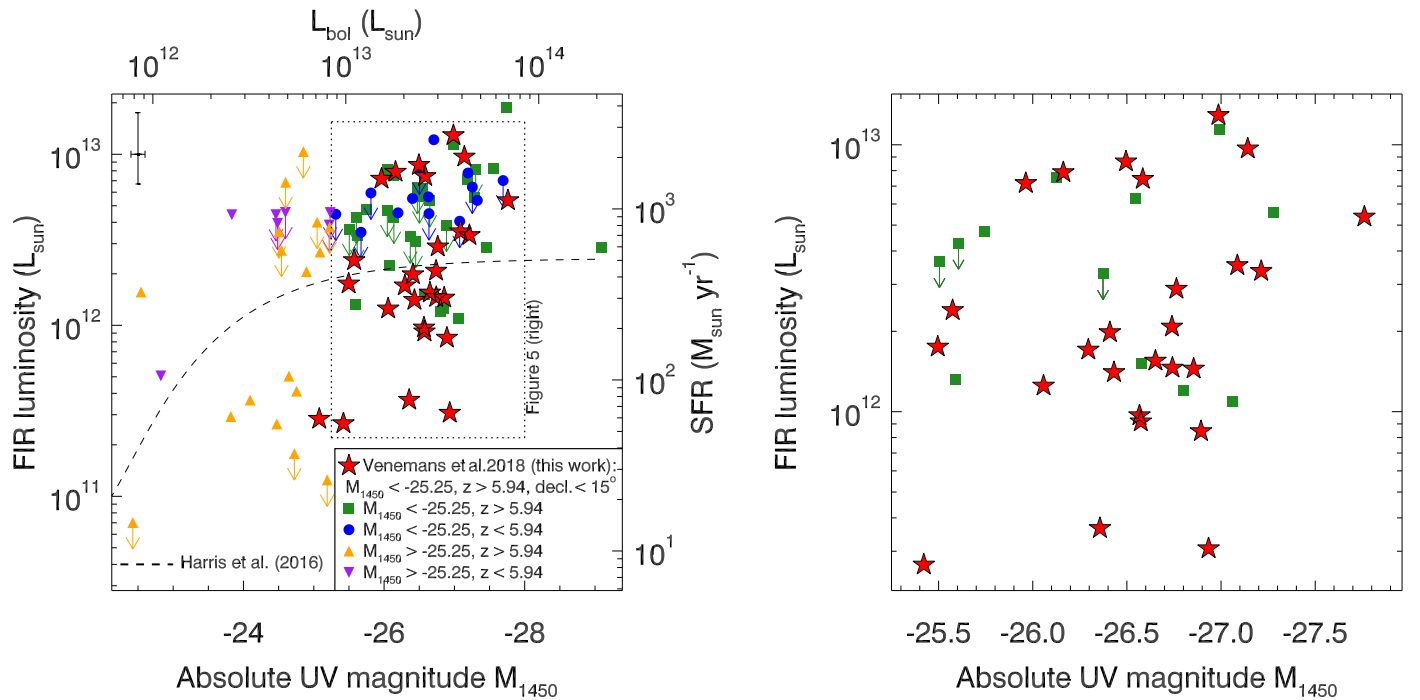 L_bol (L_sun)
10^12 10^13 10^14
FIR luminosity (L_sun)
10^13
10^12
10^11
SFR (M_sun yr^-1)
10^3
10^2
10^1
Figure 5 (right)
Venemans et al.2018 (this work):
M_1450 < -25.25, z > 5.94, decl.< 15°
M_1450 < -25.25, z > 5.94
M_1450 < -25.25, z < 5.94
M_1450 > -25.25, z > 5.94
M_1450 > -25.25, z < 5.94
Harris et al. (2016)
-24 -26 -28
Absolute UV magnitude M_1450
FIR luminosity (L_sun)
10^13
10^12
-25.5 -26.0 -26.5 -27.0 -27.5
Absolute UV magnitude M_1450